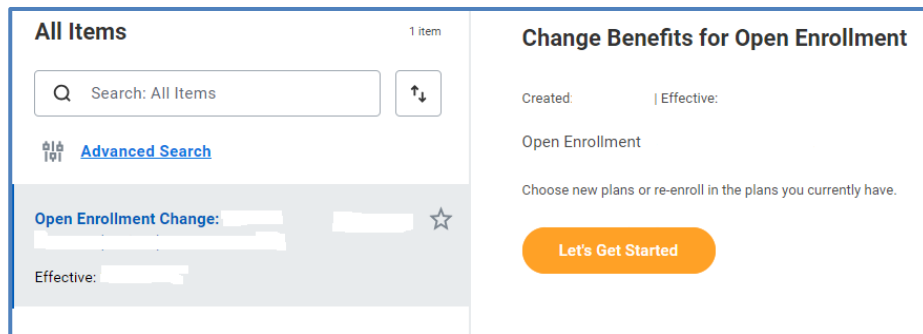 All Items
1 item
Search: All Items
Advanced Search
Open Enrollment Change:
Effective:
Change Benefits for Open Enrollment
Created: | Effective:
Open Enrollment
Choose new plans or re-enroll in the plans you currently have.
Let's Get Started